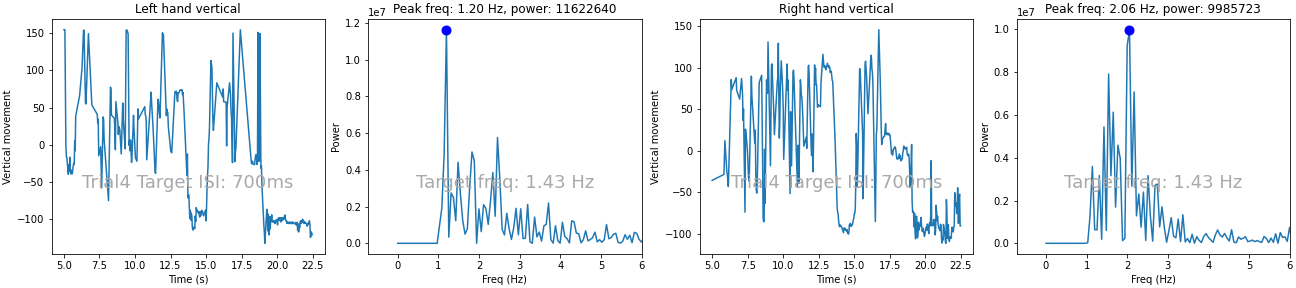 Left hand vertical
Vertical movement
150
100
50
0
−50
−100
5.0 7.5 10.0 12.5 15.0 17.5 20.0 22.5
Time (s)
Trial4 Target ISI: 700ms
1e7
Peak freq: 1.20 Hz, power: 11622640
Power
1.2
1.0
0.8
0.6
0.4
0.2
0.0
0 1 2 3 4 5 6
Freq (Hz)
Target freq: 1.43 Hz
Right hand vertical
Vertical movement
150
100
50
0
−50
−100
5.0 7.5 10.0 12.5 15.0 17.5 20.0 22.5
Time (s)
Trial4 Target ISI: 700ms
1e7
Peak freq: 2.06 Hz, power: 9985723
Power
1.0
0.8
0.6
0.4
0.2
0.0
0 1 2 3 4 5 6
Freq (Hz)
Target freq: 1.43 Hz